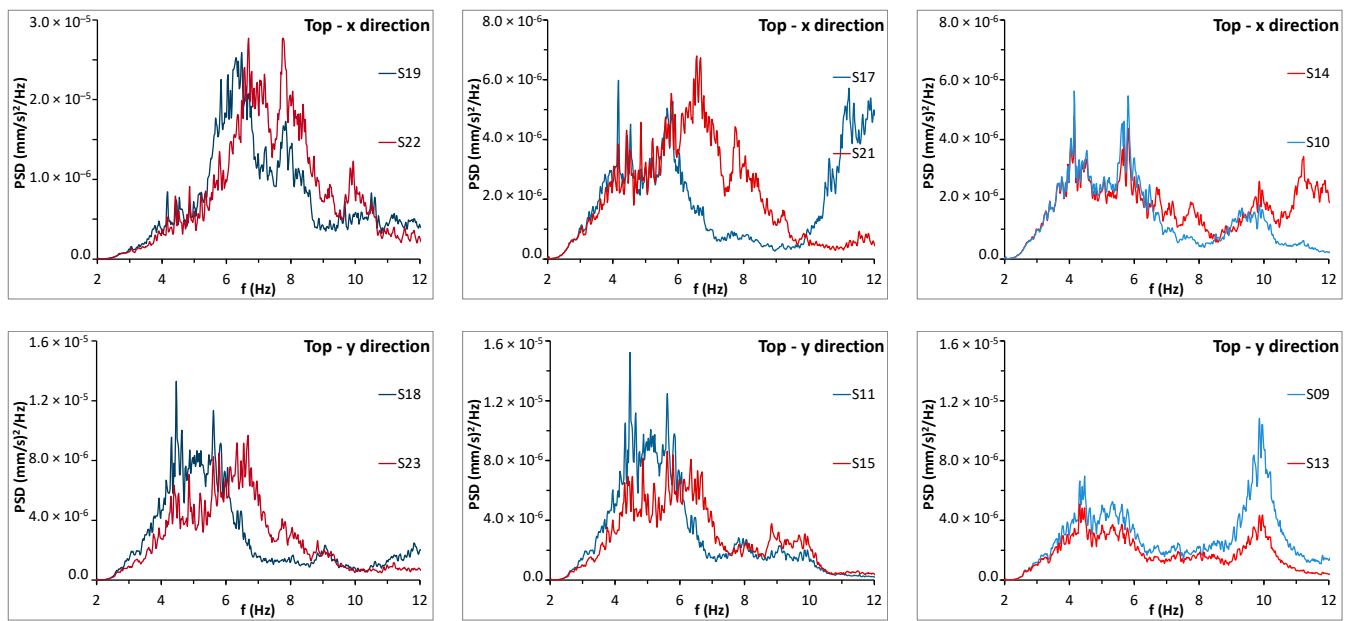 Top - x direction
PSD (mm/s)²/Hz)
3.0 × 10⁻⁵
2.0 × 10⁻⁵
1.0 × 10⁻⁶
0.0
2 4 6 8 10 12
f (Hz)
S19
S22
Top - x direction
PSD (mm/s)²/Hz)
8.0 × 10⁻⁶
6.0 × 10⁻⁶
4.0 × 10⁻⁶
2.0 × 10⁻⁶
0.0
2 4 6 8 10 12
f (Hz)
S17
S21
Top - x direction
PSD (mm/s)²/Hz)
8.0 × 10⁻⁶
6.0 × 10⁻⁶
4.0 × 10⁻⁶
2.0 × 10⁻⁶
0.0
2 4 6 8 10 12
f (Hz)
S14
S10
Top - y direction
PSD (mm/s)²/Hz)
1.6 × 10⁻⁵
1.2 × 10⁻⁵
8.0 × 10⁻⁶
4.0 × 10⁻⁶
0.0
2 4 6 8 10 12
f (Hz)
S18
S23
Top - y direction
PSD (mm/s)²/Hz)
1.6 × 10⁻⁵
1.2 × 10⁻⁵
8.0 × 10⁻⁶
4.0 × 10⁻⁶
0.0
2 4 6 8 10 12
f (Hz)
S11
S15
Top - y direction
PSD (mm/s)²/Hz)
1.6 × 10⁻⁵
1.2 × 10⁻⁵
8.0 × 10⁻⁶
4.0 × 10⁻⁶
0.0
2 4 6 8 10 12
f (Hz)
S09
S13